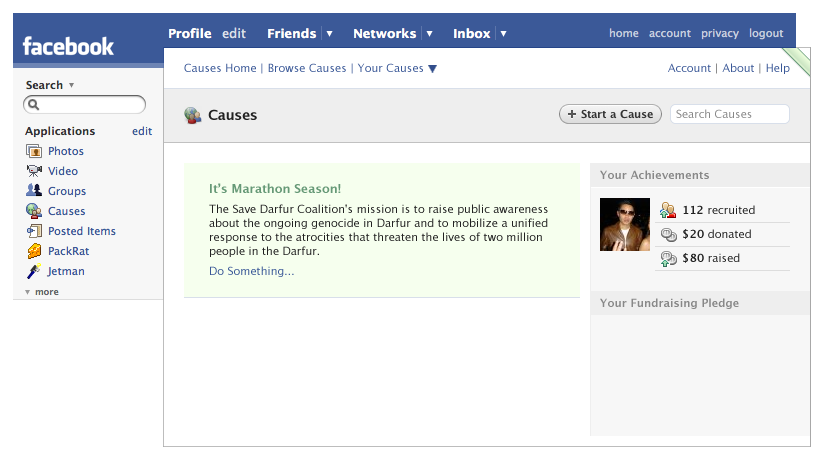 facebook
Profile edit Friends Networks Inbox home account privacy logout
Search
Applications edit
Photos
Video
Groups
Causes
Posted Items
PackRat
Jetman
more
Causes Home | Browse Causes | Your Causes Account | About | Help
Causes + Start a Cause Search Causes
It's Marathon Season!
The Save Darfur Coalition's mission is to raise public awareness
about the ongoing genocide in Darfur and to mobilize a unified
response to the atrocities that threaten the lives of two million
people in the Darfur.
Do Something...
Your Achievements
112 recruited
$20 donated
$80 raised
Your Fundraising Pledge